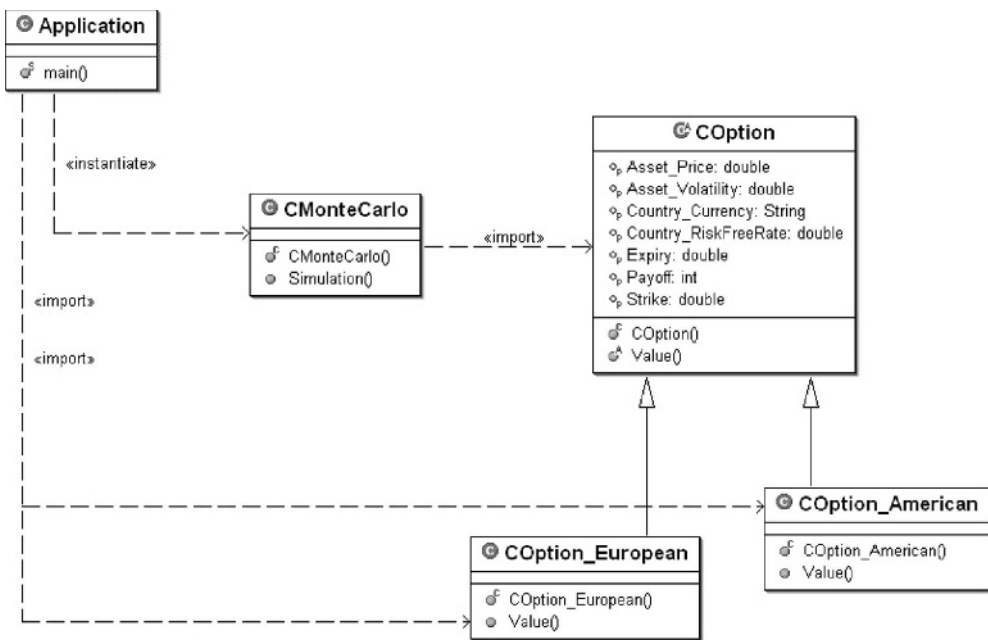 Application
main()
«instantiate»
CMonteCarlo
CMonteCarlo()
Simulation()
«import»
COption
Asset_Price: double
Asset_Volatility: double
Country_Currency: String
Country_RiskFreeRate: double
Expiry: double
Payoff: int
Strike: double
COption()
Value()
«import»
«import»
COption_American
COption_American()
Value()
COption_European
COption_European()
Value()